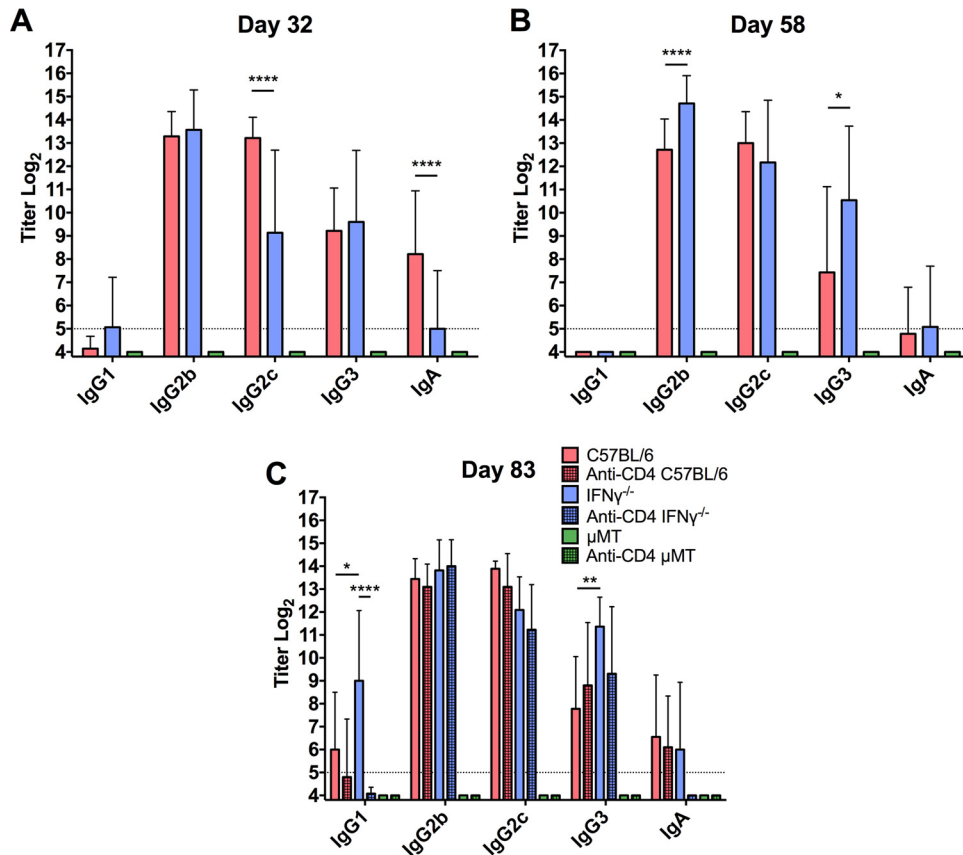 A
Day 32
Titer Log2
17
16
15
14
13
12
11
10
9
8
7
6
5
4
****
****
IgG1
IgG2b
IgG2c
IgG3
IgA
B
Day 58
Titer Log2
17
16
15
14
13
12
11
10
9
8
7
6
5
4
****
*
IgG1
IgG2b
IgG2c
IgG3
IgA
C
Day 83
C57BL/6
Anti-CD4 C57BL/6
IFNγ-/-
Anti-CD4 IFNγ-/-
μMT
Anti-CD4 μMT
Titer Log2
17
16
15
14
13
12
11
10
9
8
7
6
5
4
*
****
**
IgG1
IgG2b
IgG2c
IgG3
IgA